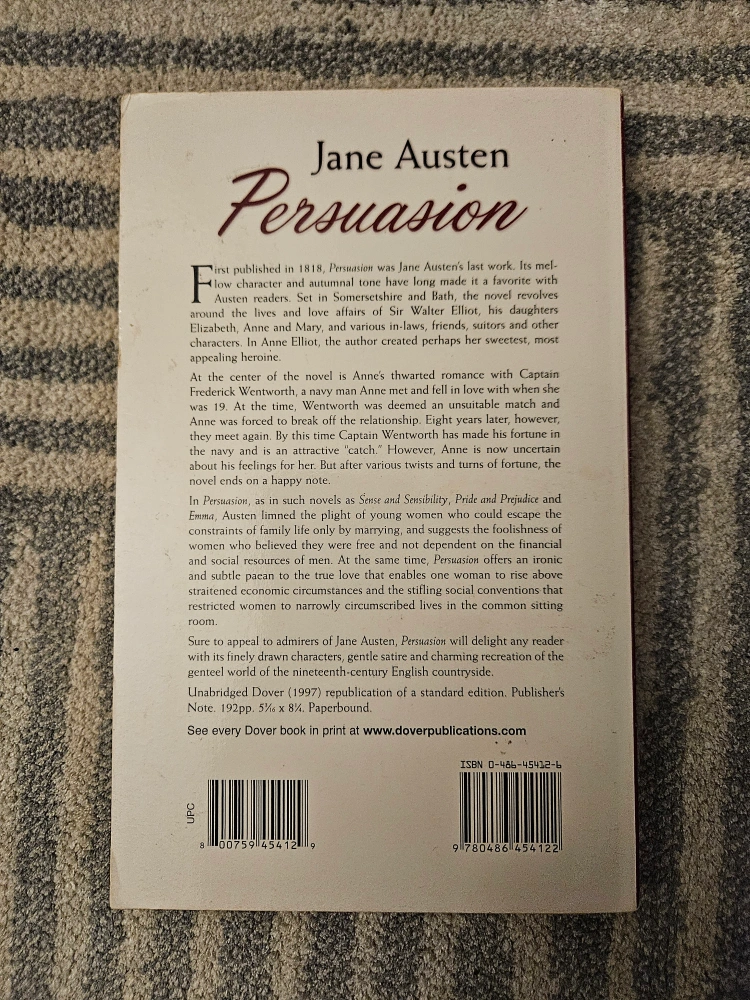 Jane Austen
Persuasion
First published in 1818, Persuasion was Jane Austen's last work. Its mel-
low character and autumnal tone have long made it a favorite with
Austen readers. Set in Somersetshire and Bath, the novel revolves
around the lives and love affairs of Sir Walter Elliot, his daughters
Elizabeth, Anne and Mary, and various in-laws, friends, suitors and other
characters. In Anne Elliot, the author created perhaps her sweetest, most
appealing heroine.
At the center of the novel is Anne's thwarted romance with Captain
Frederick Wentworth, a navy man Anne met and fell in love with when she
was 19. At the time, Wentworth was deemed an unsuitable match and
Anne was forced to break off the relationship. Eight years later, however,
they meet again. By this time Captain Wentworth has made his fortune in
the navy and is an attractive "catch." However, Anne is now uncertain
about his feelings for her. But after various twists and turns of fortune, the
novel ends on a happy note.
In Persuasion, as in such novels as Sense and Sensibility, Pride and Prejudice and
Emma, Austen limned the plight of young women who could escape the
constraints of family life only by marrying, and suggests the foolishness of
women who believed they were free and not dependent on the financial
and social resources of men. At the same time, Persuasion offers an ironic
and subtle paean to the true love that enables one woman to rise above
straitened economic circumstances and the stifling social conventions that
restricted women to narrowly circumscribed lives in the common sitting
room.
Sure to appeal to admirers of Jane Austen, Persuasion will delight any reader
with its finely drawn characters, gentle satire and charming recreation of the
genteel world of the nineteenth-century English countryside.
Unabridged Dover (1997) republication of a standard edition. Publisher's
Note. 192pp. 5³⁄₁₆ x 8¼. Paperbound.
See every Dover book in print at www.doverpublications.com
ISBN 0-486-45412-6
UPC
8 00759 45412 9
9 780486 454122